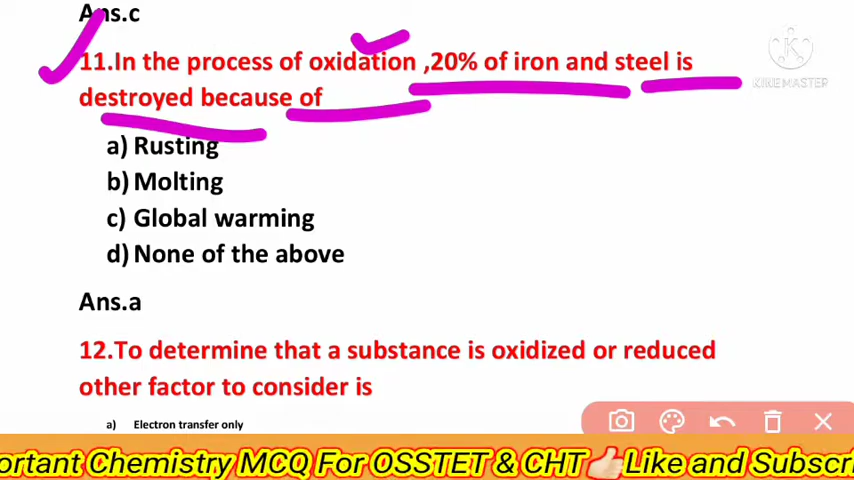 Ans.c
11.In the process of oxidation ,20% of iron and steel is
destroyed because of
a) Rusting
b) Molting
c) Global warming
d) None of the above
Ans.a
12.To determine that a substance is oxidized or reduced
other factor to consider is
a) Electron transfer only
KINEMASTER
ortant Chemistry MCQ For OSSTET & CHT👍🏻Like and Subscri